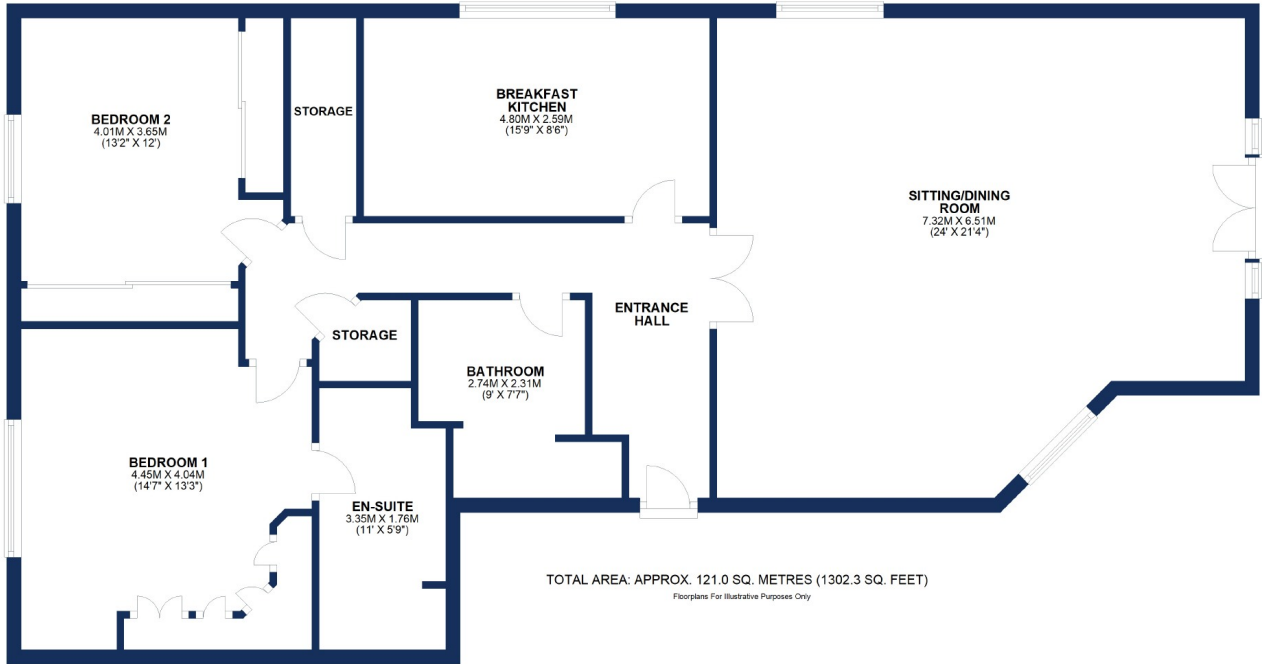 BEDROOM 2
4.01M X 3.65M
(13'2" X 12')
STORAGE
BREAKFAST
KITCHEN
4.80M X 2.59M
(15'9" X 8'6")
SITTING/DINING
ROOM
7.32M X 6.51M
(24' X 21'4")
ENTRANCE
HALL
STORAGE
BATHROOM
2.74M X 2.31M
(9' X 7'7")
BEDROOM 1
4.45M X 4.04M
(14'7" X 13'3")
EN-SUITE
3.35M X 1.76M
(11' X 5'9")
TOTAL AREA: APPROX. 121.0 SQ. METRES (1302.3 SQ. FEET)
Floorplans For Illustrative Purposes Only